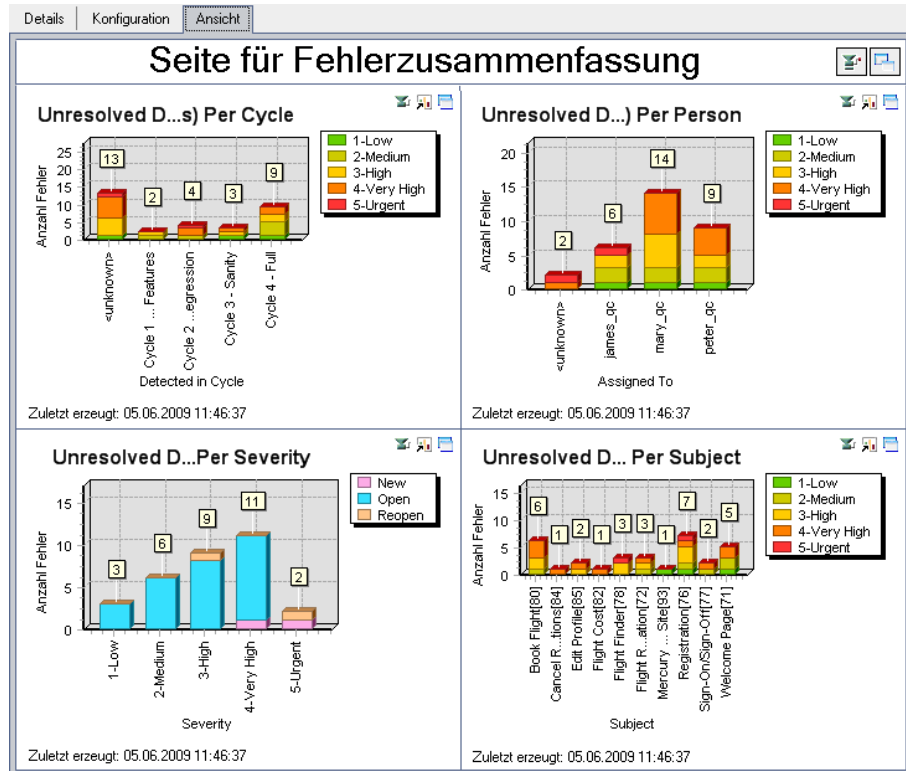 Details Konfiguration Ansicht
Seite für Fehlerzusammenfassung
Unresolved D...s) Per Cycle
1-Low
2-Medium
3-High
4-Very High
5-Urgent
Anzahl Fehler
25
20
15
10
5
0
13
2
4
3
9
<unknown>
Cycle 1 ... Features
Cycle 2 ...egression
Cycle 3 - Sanity
Cycle 4 - Full
Detected in Cycle
Zuletzt erzeugt: 05.06.2009 11:46:37
Unresolved D...) Per Person
1-Low
2-Medium
3-High
4-Very High
5-Urgent
Anzahl Fehler
20
15
10
5
0
2
6
14
9
<unknown>
james_qc
mary_qc
peter_qc
Assigned To
Zuletzt erzeugt: 05.06.2009 11:46:37
Unresolved D...Per Severity
New
Open
Reopen
Anzahl Fehler
15
10
5
0
3
6
9
11
2
1-Low
2-Medium
3-High
4-Very High
5-Urgent
Severity
Zuletzt erzeugt: 05.06.2009 11:46:37
Unresolved D... Per Subject
1-Low
2-Medium
3-High
4-Very High
5-Urgent
Anzahl Fehler
15
10
5
0
6
1
2
1
3
3
1
7
2
5
Book Flight[80]
Cancel R...tions[84]
Edit Profile[85]
Flight Cost[82]
Flight Finder[78]
Flight R...ation[72]
Mercury ... Site[93]
Registration[76]
Sign-On/Sign-Off[77]
Welcome Page[71]
Subject
Zuletzt erzeugt: 05.06.2009 11:46:37